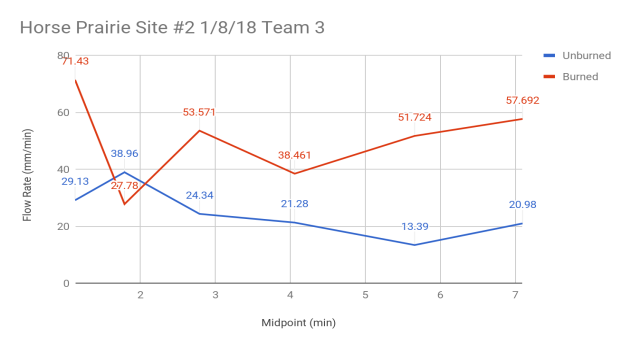 Horse Prairie Site #2 1/8/18 Team 3
Unburned
Burned
Flow Rate (mm/min)
80
60
40
20
0
71.43
27.78
53.571
38.461
51.724
57.692
29.13
38.96
24.34
21.28
13.39
20.98
2 3 4 5 6 7
Midpoint (min)